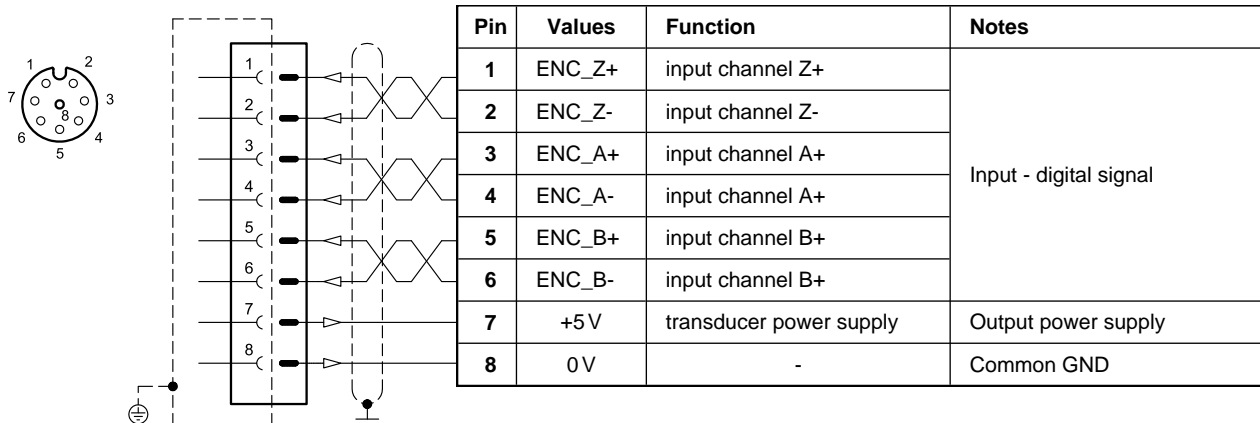 1
2
3
4
5
6
7
8
1
2
3
4
5
6
7
8
Pin Values Function Notes
1 ENC_Z+ input channel Z+
2 ENC_Z- input channel Z-
3 ENC_A+ input channel A+
4 ENC_A- input channel A+
5 ENC_B+ input channel B+
6 ENC_B- input channel B+
Input - digital signal
7 +5 V transducer power supply Output power supply
8 0 V - Common GND